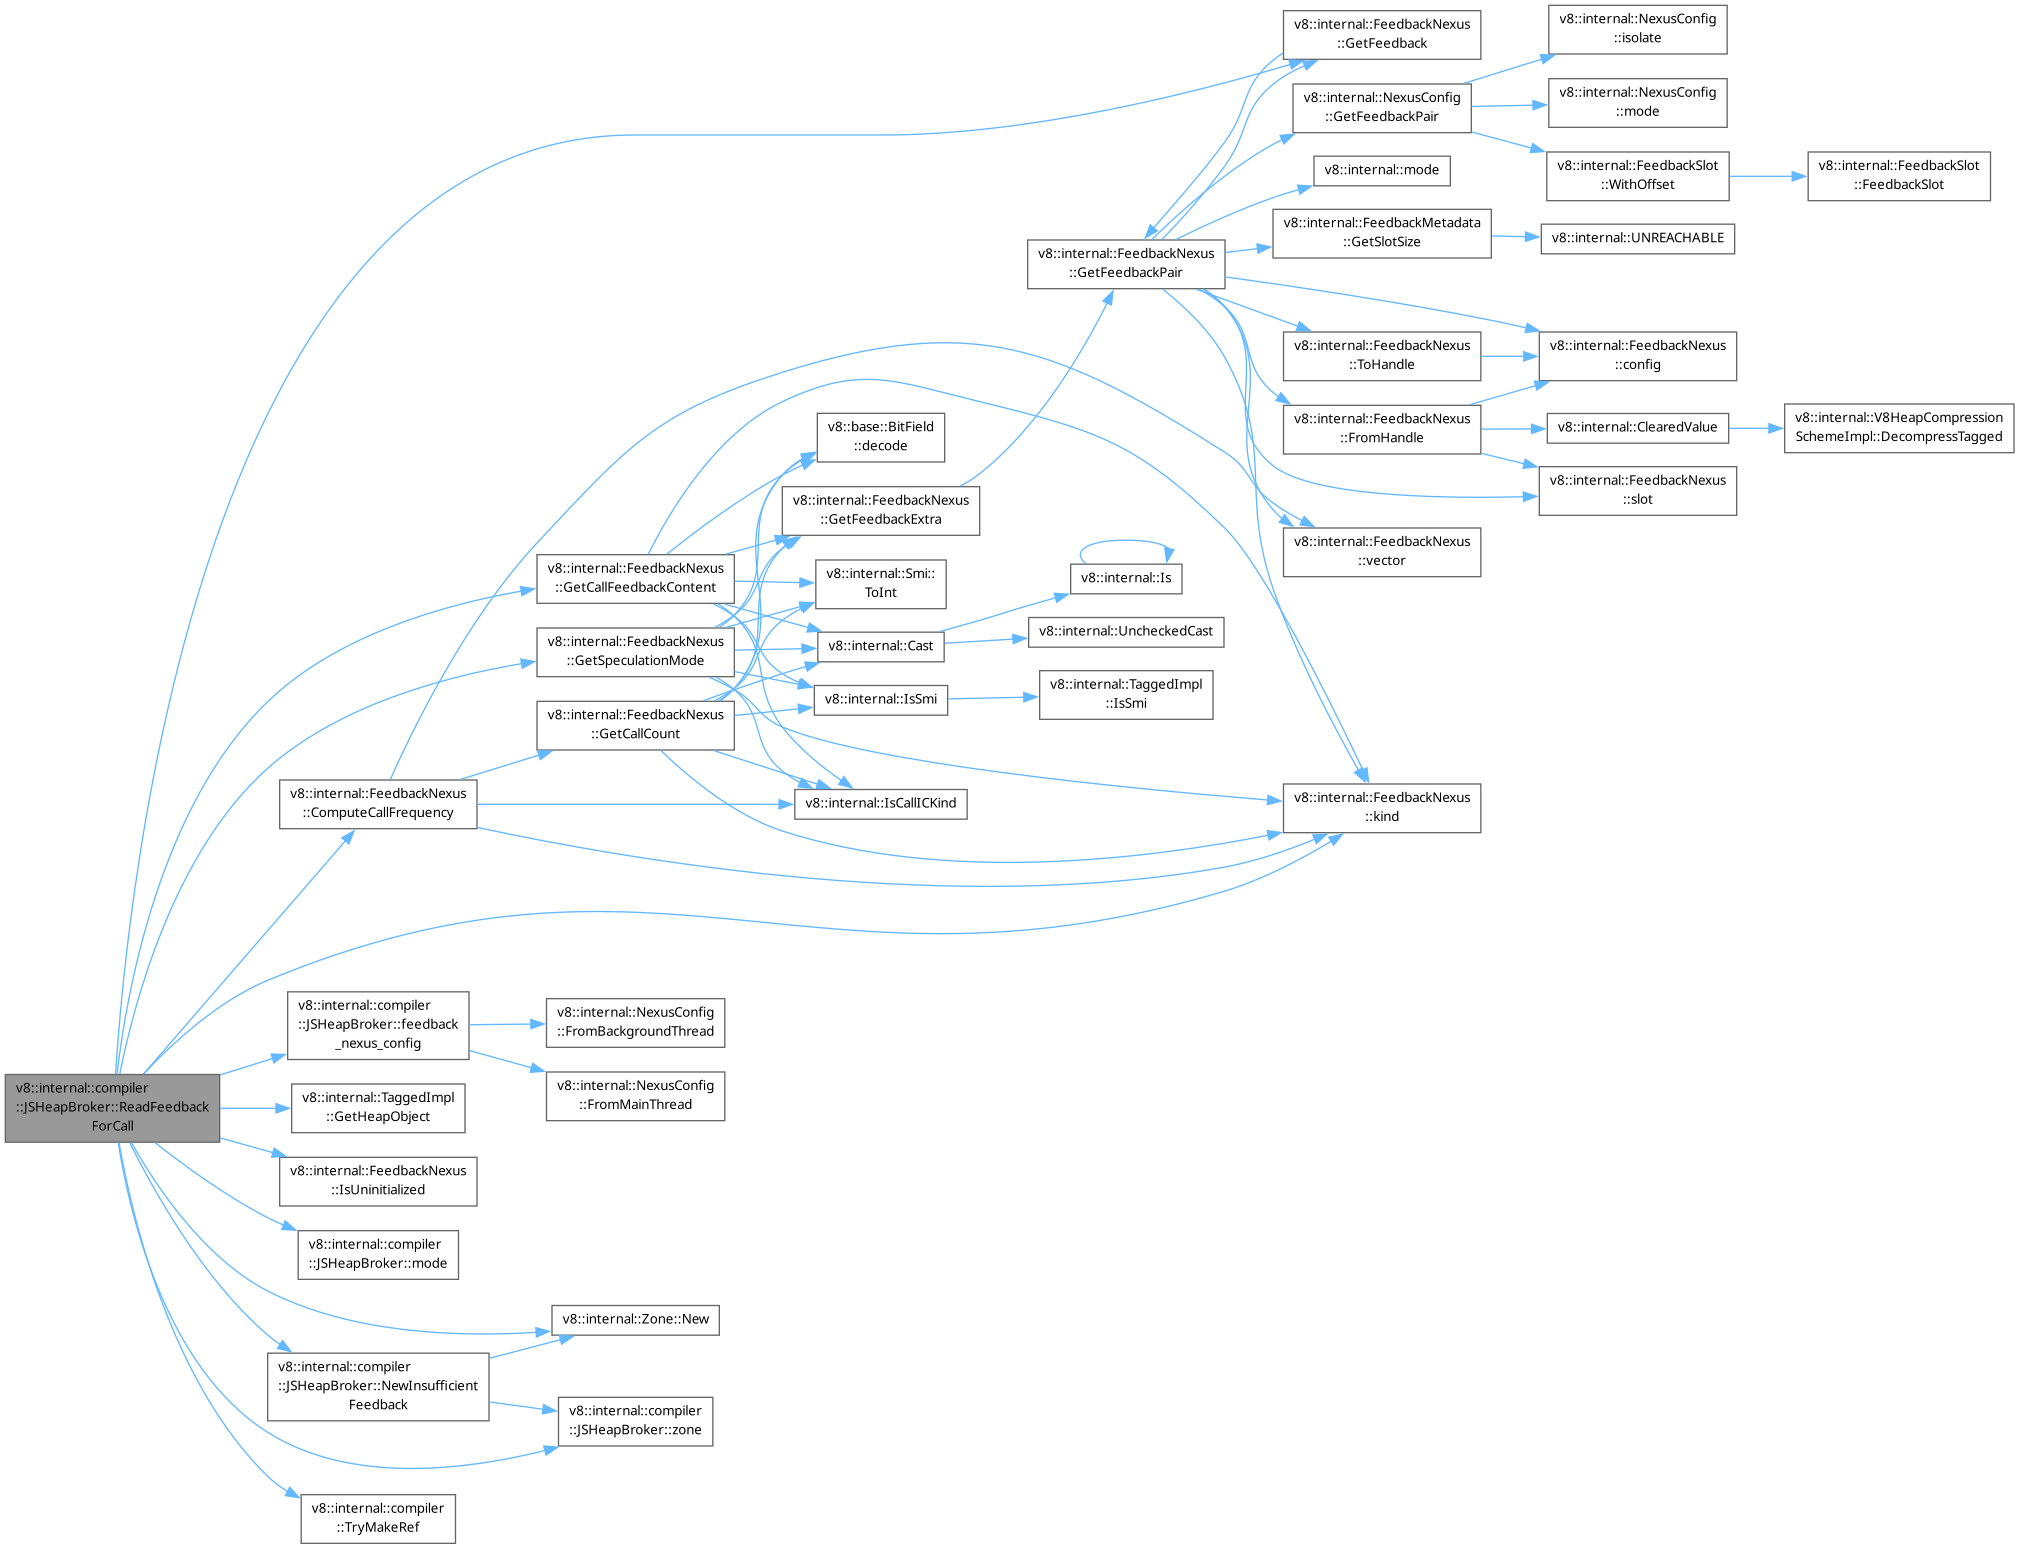 v8::internal::compiler
::JSHeapBroker::ReadFeedback
ForCall
v8::internal::FeedbackNexus
::ComputeCallFrequency
v8::internal::compiler
::JSHeapBroker::feedback
_nexus_config
v8::internal::TaggedImpl
::GetHeapObject
v8::internal::FeedbackNexus
::IsUninitialized
v8::internal::compiler
::JSHeapBroker::mode
v8::internal::compiler
::JSHeapBroker::NewInsufficient
Feedback
v8::internal::compiler
::TryMakeRef
v8::internal::FeedbackNexus
::GetCallFeedbackContent
v8::internal::FeedbackNexus
::GetSpeculationMode
v8::internal::FeedbackNexus
::GetCallCount
v8::internal::NexusConfig
::FromBackgroundThread
v8::internal::NexusConfig
::FromMainThread
v8::internal::Zone::New
v8::internal::compiler
::JSHeapBroker::zone
v8::base::BitField
::decode
v8::internal::FeedbackNexus
::GetFeedbackExtra
v8::internal::Smi::
ToInt
v8::internal::Cast
v8::internal::IsSmi
v8::internal::IsCallICKind
v8::internal::FeedbackNexus
::GetFeedbackPair
v8::internal::Is
v8::internal::UncheckedCast
v8::internal::TaggedImpl
::IsSmi
v8::internal::FeedbackNexus
::GetFeedback
v8::internal::NexusConfig
::GetFeedbackPair
v8::internal::mode
v8::internal::FeedbackMetadata
::GetSlotSize
v8::internal::FeedbackNexus
::ToHandle
v8::internal::FeedbackNexus
::FromHandle
v8::internal::FeedbackNexus
::vector
v8::internal::FeedbackNexus
::kind
v8::internal::NexusConfig
::isolate
v8::internal::NexusConfig
::mode
v8::internal::FeedbackSlot
::WithOffset
v8::internal::UNREACHABLE
v8::internal::FeedbackNexus
::config
v8::internal::ClearedValue
v8::internal::FeedbackNexus
::slot
v8::internal::FeedbackSlot
::FeedbackSlot
v8::internal::V8HeapCompression
SchemeImpl::DecompressTagged